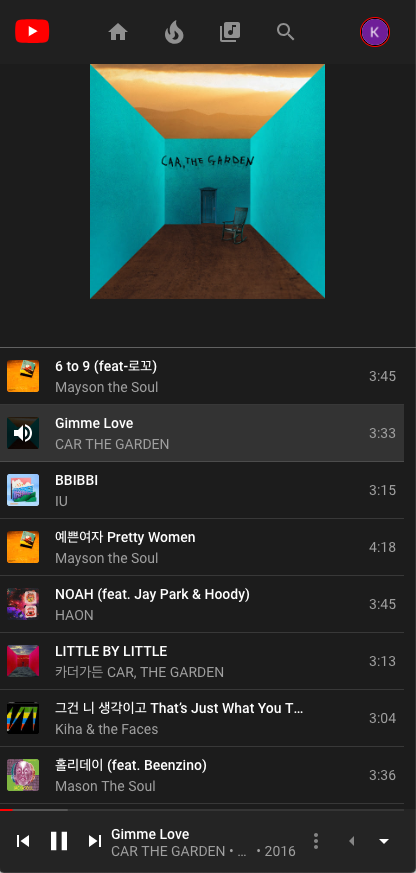 K
CAR, THE GARDEN
6 to 9 (feat-로꼬)
Mayson the Soul
3:45
Gimme Love
CAR THE GARDEN
3:33
BBIBBI
IU
3:15
예쁜여자 Pretty Women
Mayson the Soul
4:18
NOAH (feat. Jay Park & Hoody)
HAON
3:45
LITTLE BY LITTLE
카더가든 CAR, THE GARDEN
3:13
그건 니 생각이고 That's Just What You T...
Kiha & the Faces
3:04
홀리데이 (feat. Beenzino)
Mason The Soul
3:36
Gimme Love
CAR THE GARDEN • ... • 2016